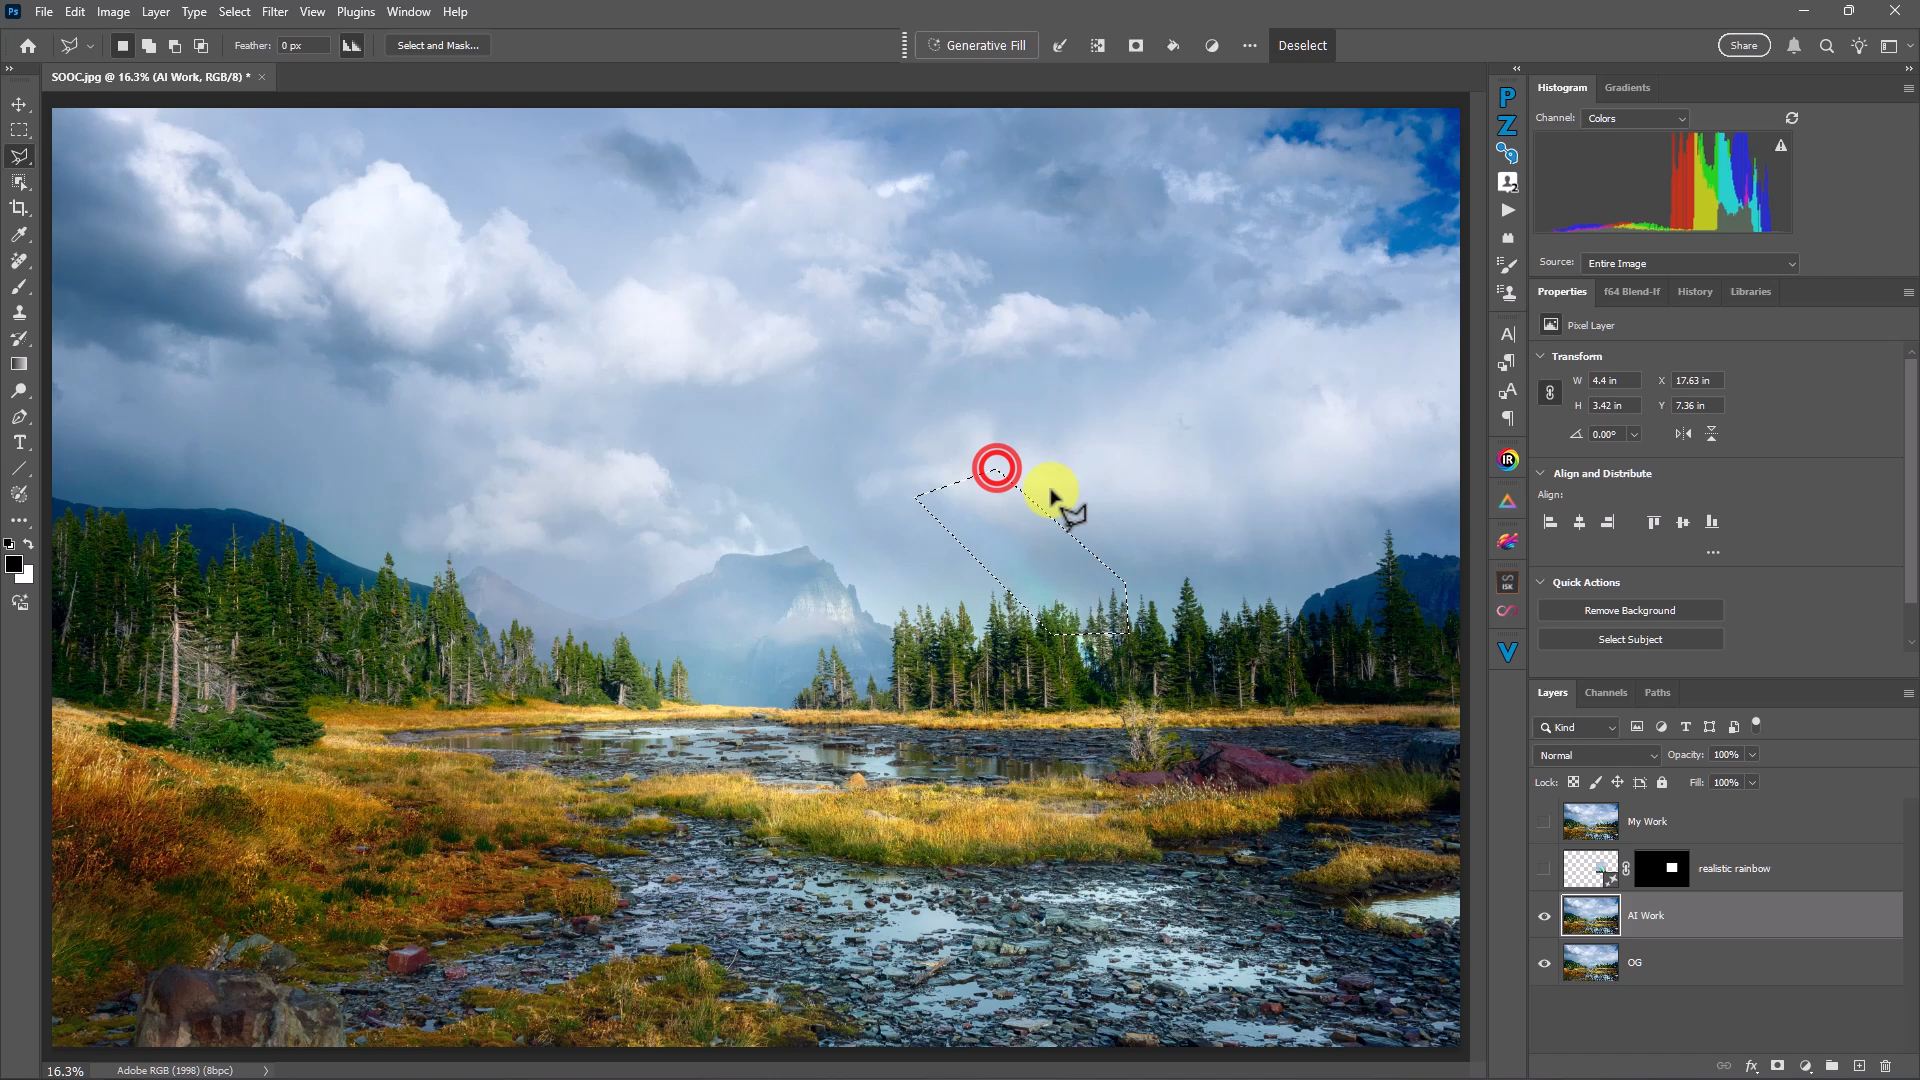 Ps File Edit Image Layer Type Select Filter View Plugins Window Help
Feather: 0 px Select and Mask... Generative Fill Deselect Share
SOOC.jpg @ 16.3% (AI Work, RGB/8) * ×
Histogram Gradients
Channel: Colors
Source: Entire Image
Properties f64 Blend-If History Libraries
Pixel Layer
Transform
W 4.4 in X 17.63 in
H 3.42 in Y 7.36 in
0.00°
Align and Distribute
Align:
Quick Actions
Remove Background
Select Subject
Layers Channels Paths
Kind
Normal Opacity: 100%
Lock: Fill: 100%
My Work
realistic rainbow
AI Work
OG
16.3% Adobe RGB (1998) (8bpc)